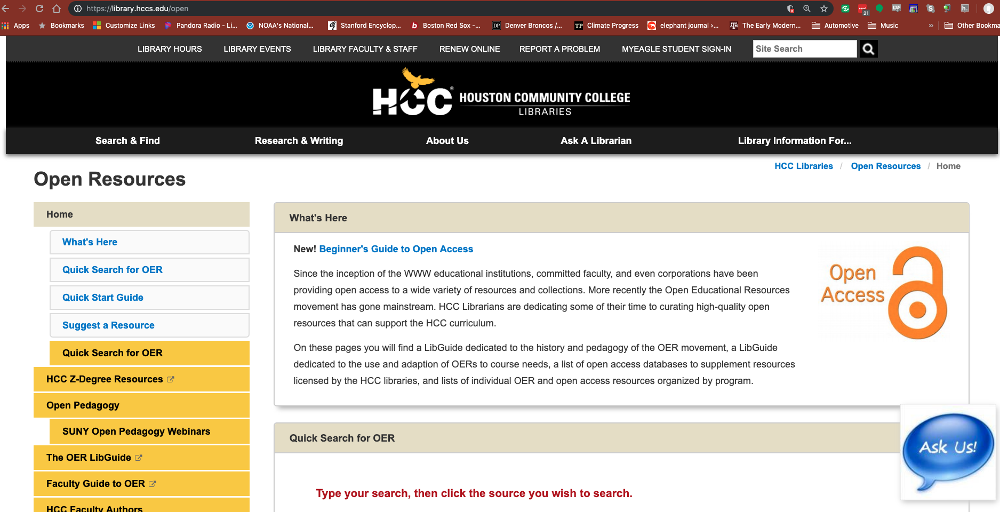 https://library.hccs.edu/open
21
CSS
S
h.
Apps
Bookmarks
Customize Links
Pandora Radio - Li...
NOAA's National...
Stanford Encyclop...
b
Boston Red Sox -...
DP
Denver Broncos /...
TP
Climate Progress
elephant journal ›...
ATM
The Early Modern...
Automotive
Music
»
Other Bookma
LIBRARY HOURS
LIBRARY EVENTS
LIBRARY FACULTY & STAFF
RENEW ONLINE
REPORT A PROBLEM
MYEAGLE STUDENT SIGN-IN
Site Search
HCC® HOUSTON COMMUNITY COLLEGE
LIBRARIES
Search & Find
Research & Writing
About Us
Ask A Librarian
Library Information For...
HCC Libraries / Open Resources / Home
Open Resources
Home
What's Here
Quick Search for OER
Quick Start Guide
Suggest a Resource
Quick Search for OER
HCC Z-Degree Resources
Open Pedagogy
SUNY Open Pedagogy Webinars
The OER LibGuide
Faculty Guide to OER
HCC Faculty Authors
What's Here
New! Beginner's Guide to Open Access
Since the inception of the WWW educational institutions, committed faculty, and even corporations have been
providing open access to a wide variety of resources and collections. More recently the Open Educational Resources
movement has gone mainstream. HCC Librarians are dedicating some of their time to curating high-quality open
resources that can support the HCC curriculum.
On these pages you will find a LibGuide dedicated to the history and pedagogy of the OER movement, a LibGuide
dedicated to the use and adaption of OERs to course needs, a list of open access databases to supplement resources
licensed by the HCC libraries, and lists of individual OER and open access resources organized by program.
Open
Access
Quick Search for OER
Type your search, then click the source you wish to search.
Ask Us!